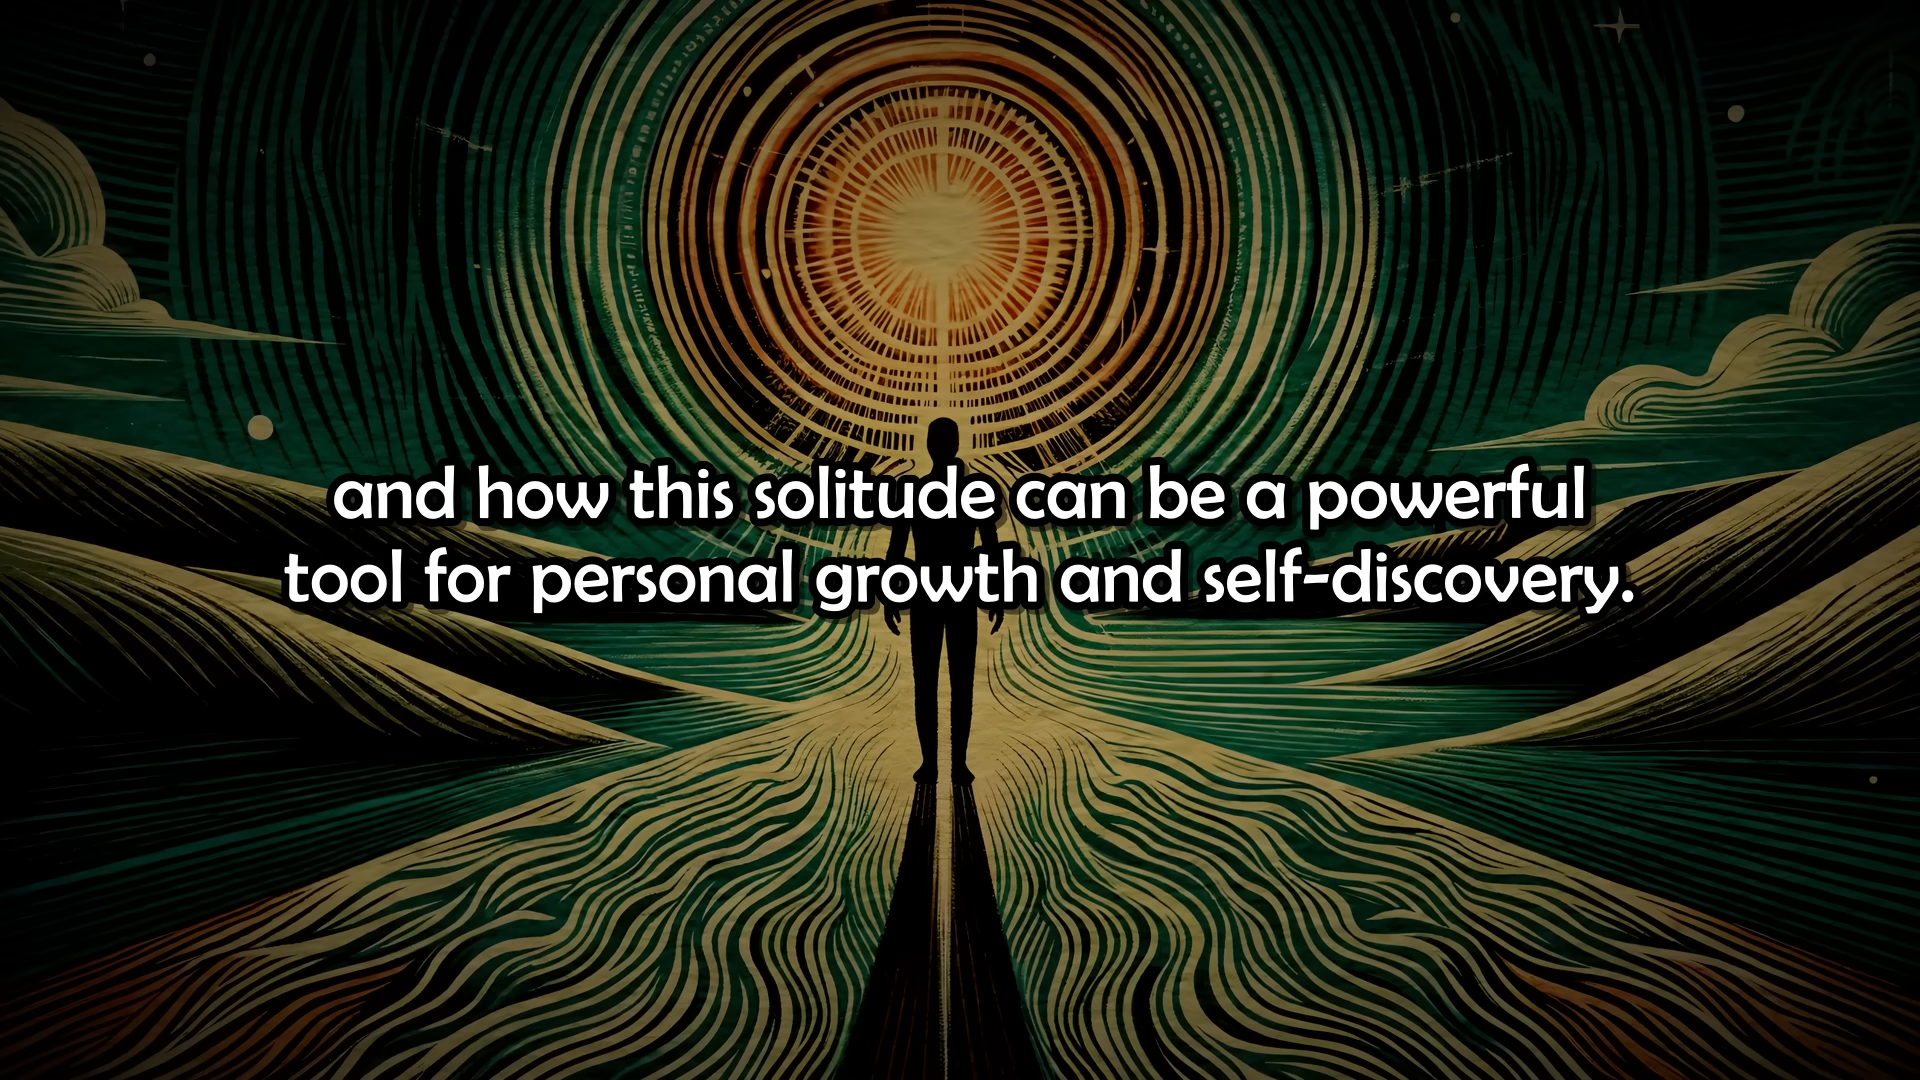 and how this solitude can be a powerful
tool for personal growth and self-discovery.